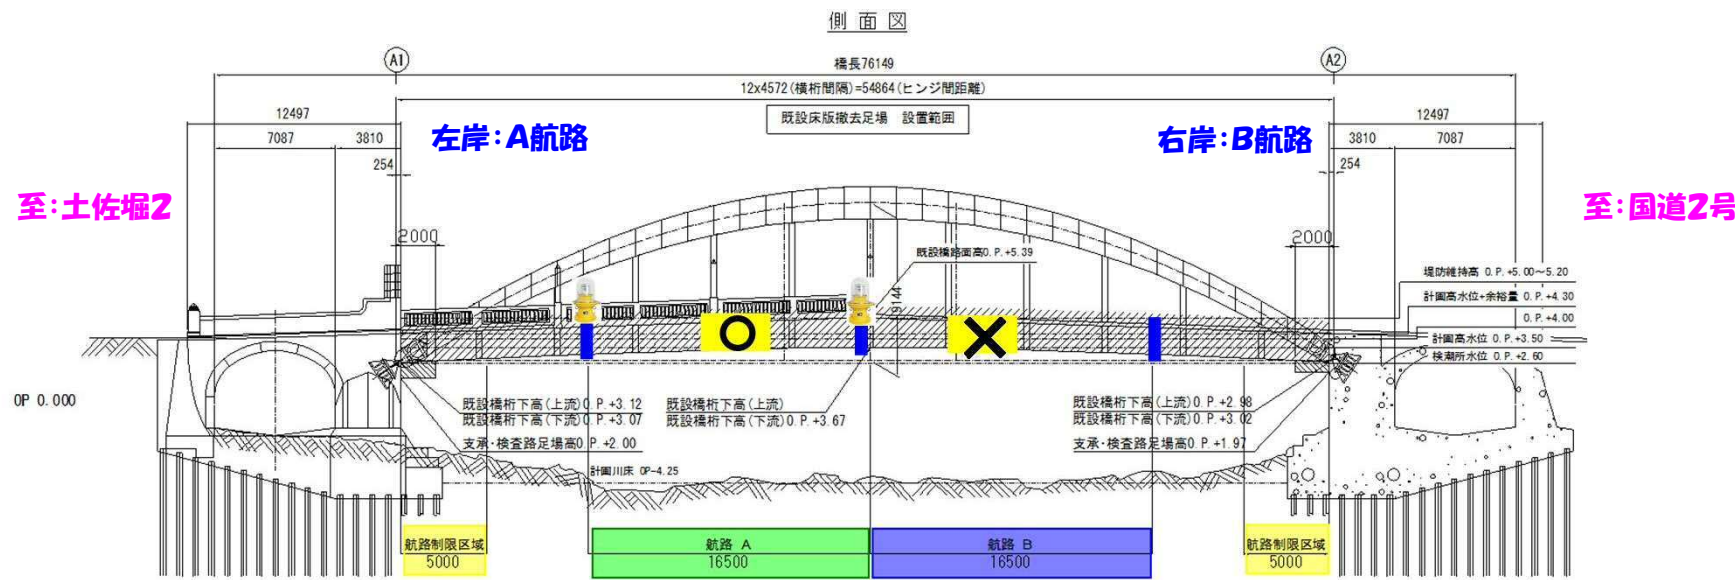 側 面 図
A1
A2
橋長76149
12x4572(横桁間隔)=54864(ヒンジ間距離)
12497
12497
既設床版撤去足場 設置範囲
左岸:A航路
右岸:B航路
7087
3810
3810
7087
254
254
至:土佐堀2
至:国道2号
2000
2000
既設橋路面高O.P.+5.39
堤防維持高 O.P.+5.00～5.20
9144
計画高水位+余裕量 O.P.+4.30
O.P.+4.00
計画高水位 O.P.+3.50
検潮所水位 O.P.+2.60
OP 0.000
既設橋桁下高(上流)O.P.+3.12
既設橋桁下高(下流)O.P.+3.07
支承・検査路足場高O.P.+2.00
既設橋桁下高(上流)
既設橋桁下高(下流)O.P.+3.67
既設橋桁下高(上流)O.P.+2.98
既設橋桁下高(下流)O.P.+3.02
支承・検査路足場高O.P.+1.97
計画川床 OP-4.25
航路制限区域
5000
航路 A
16500
航路 B
16500
航路制限区域
5000